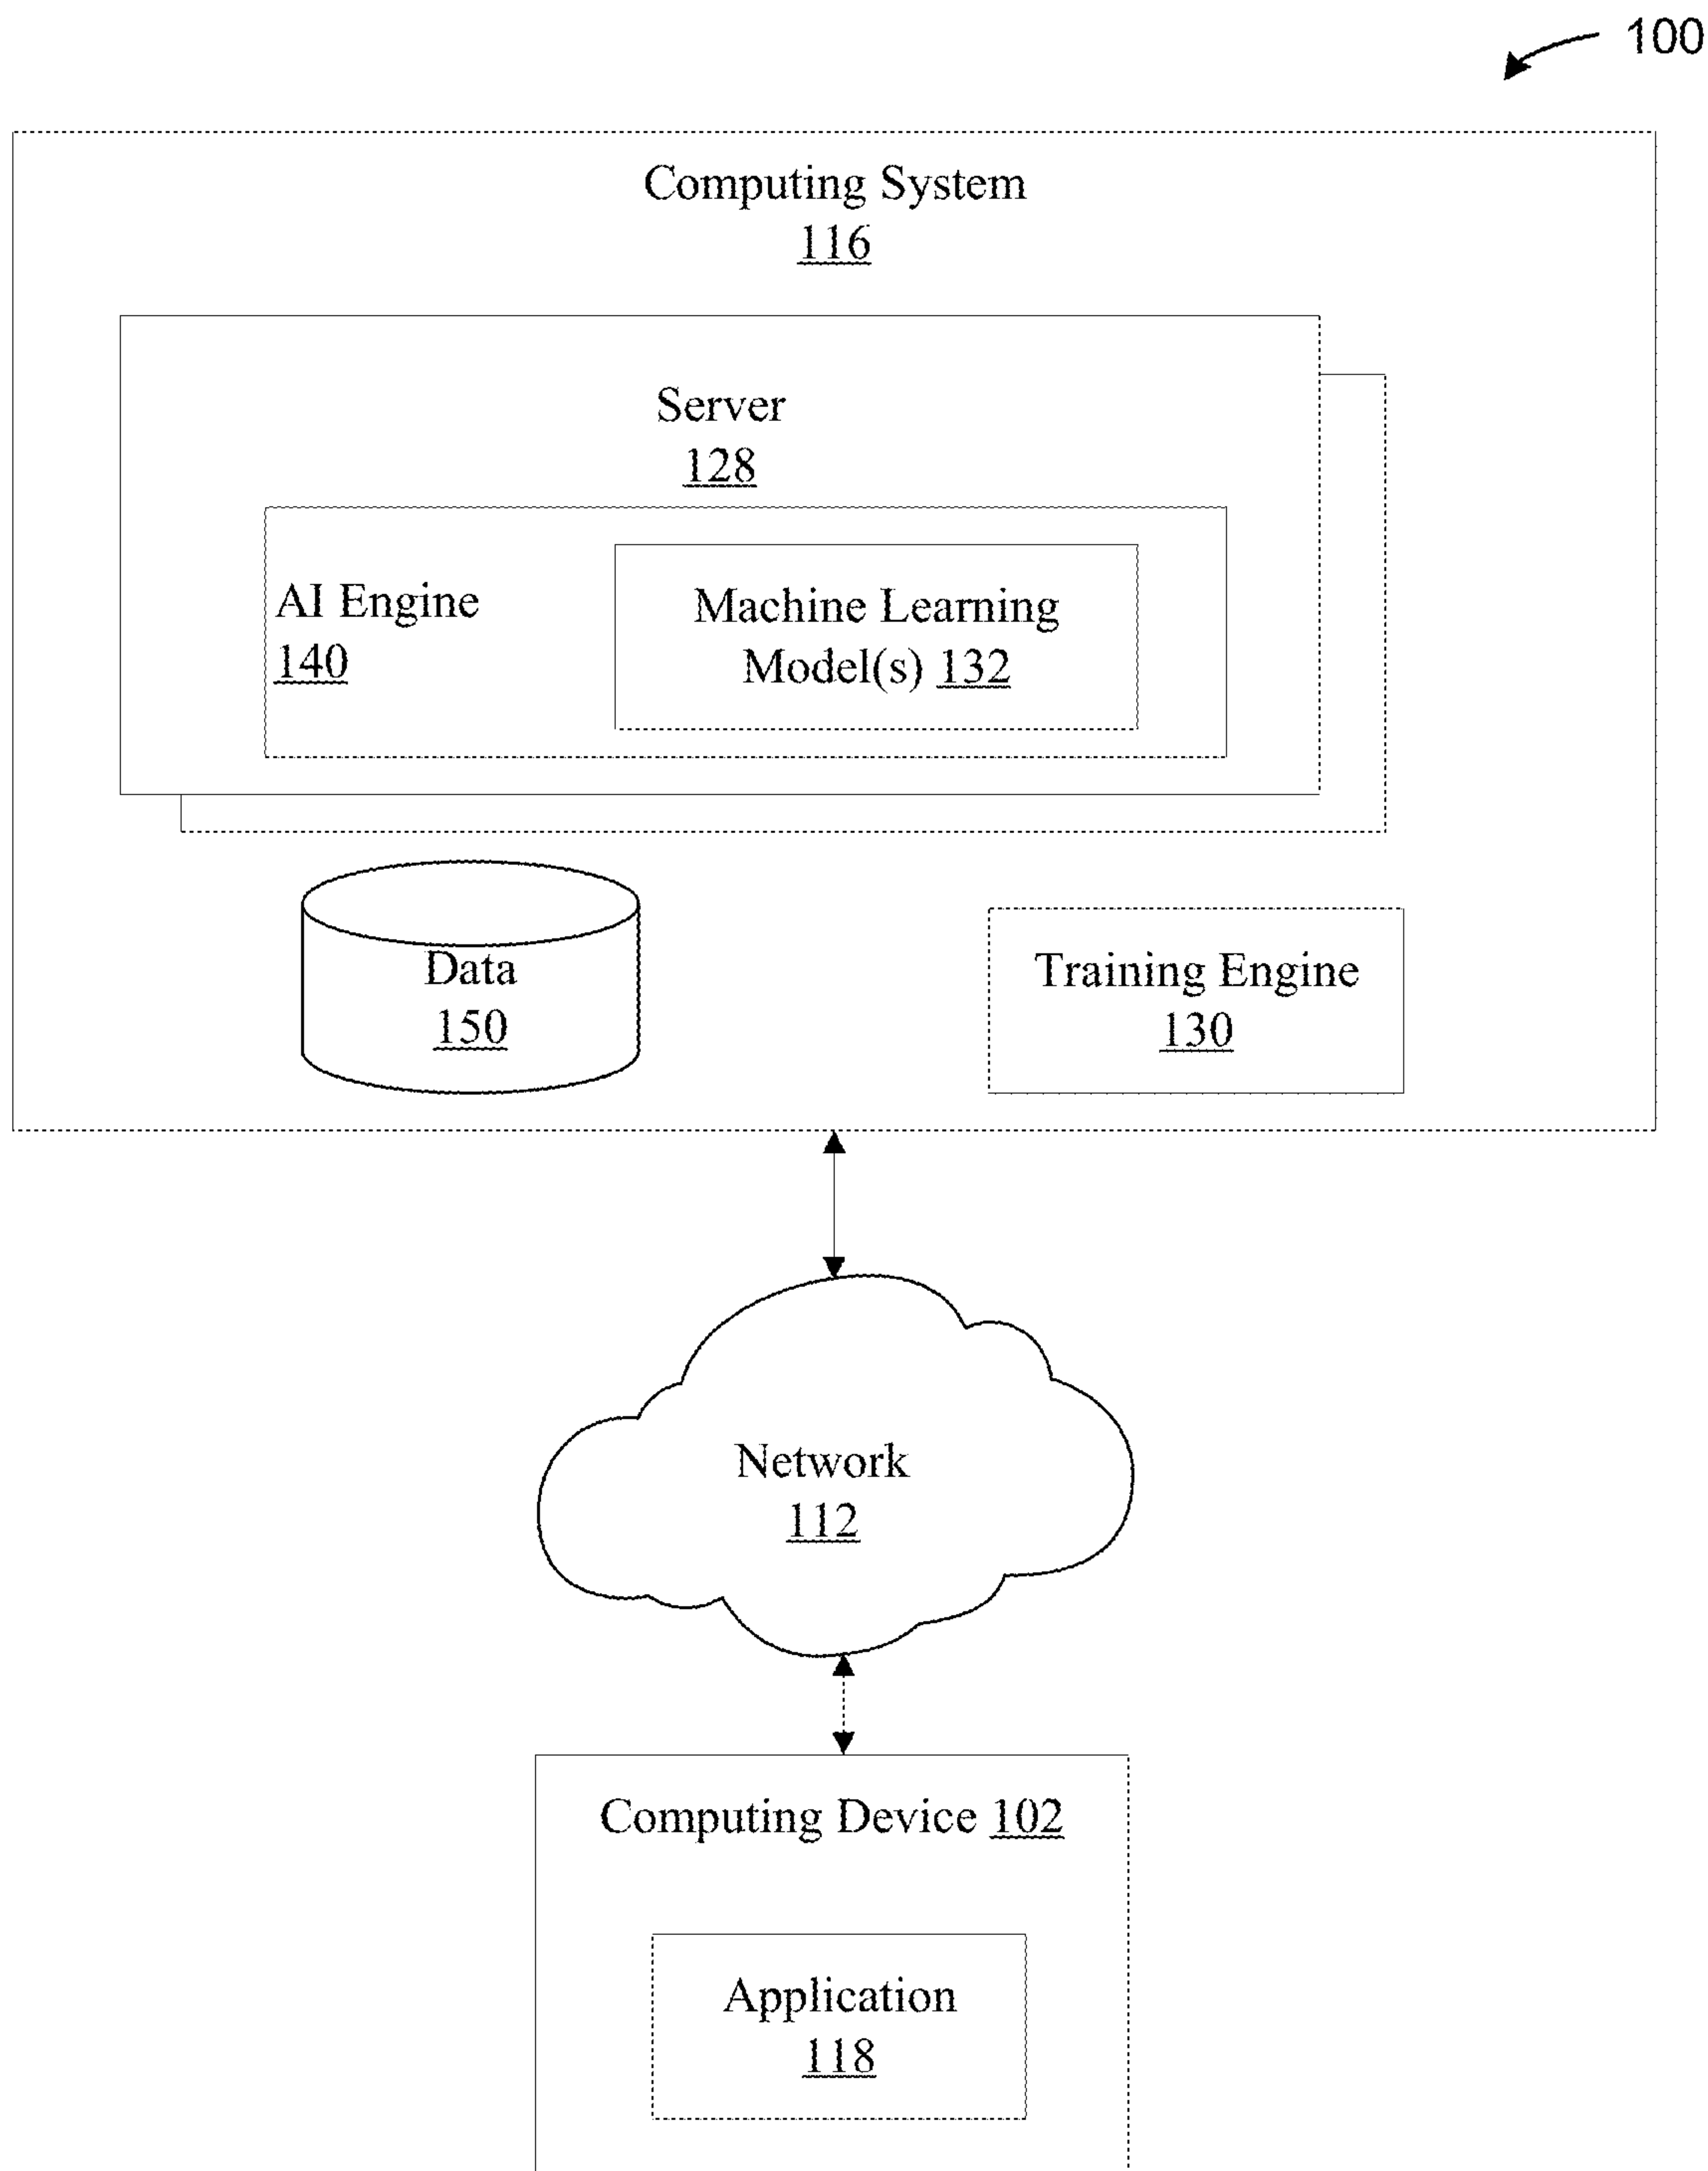 100
Computing System
116
Server
128
AI Engine
140
Machine Learning
Model(s) 132
Data
150
Training Engine
130
Network
112
Computing Device 102
Application
118